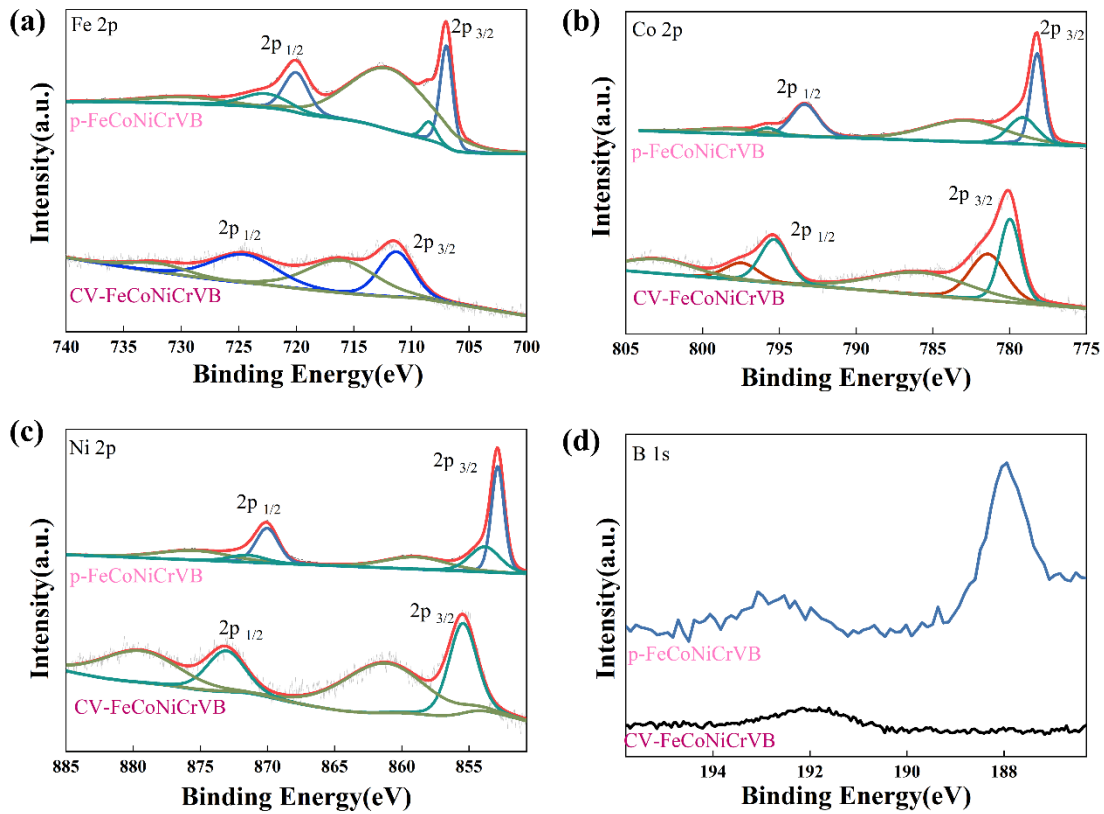 (a)
Fe 2p
2p 1/2
2p 3/2
p-FeCoNiCrVB
2p 1/2
2p 3/2
CV-FeCoNiCrVB
Intensity(a.u.)
740 735 730 725 720 715 710 705 700
Binding Energy(eV)
(b)
Co 2p
2p 3/2
2p 1/2
p-FeCoNiCrVB
2p 3/2
2p 1/2
CV-FeCoNiCrVB
Intensity(a.u.)
805 800 795 790 785 780 775
Binding Energy(eV)
(c)
Ni 2p
2p 3/2
2p 1/2
p-FeCoNiCrVB
2p 3/2
2p 1/2
CV-FeCoNiCrVB
Intensity(a.u.)
885 880 875 870 865 860 855
Binding Energy(eV)
(d)
B 1s
p-FeCoNiCrVB
CV-FeCoNiCrVB
Intensity(a.u.)
194 192 190 188
Binding Energy(eV)